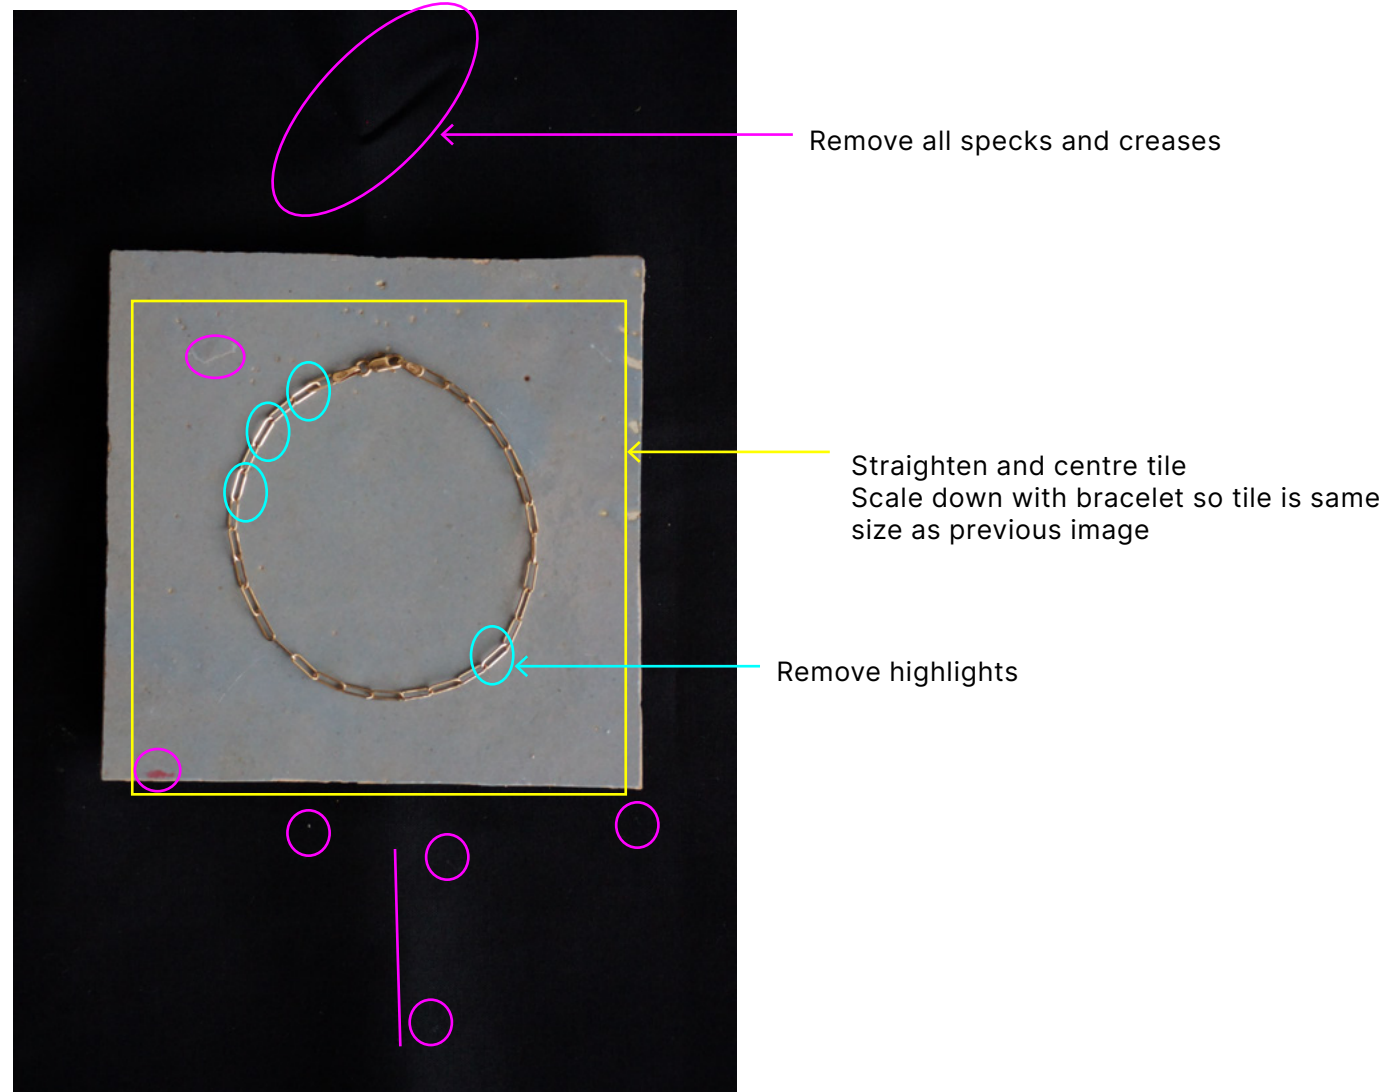 Remove all specks and creases
Straighten and centre tile
Scale down with bracelet so tile is same
size as previous image
Remove highlights